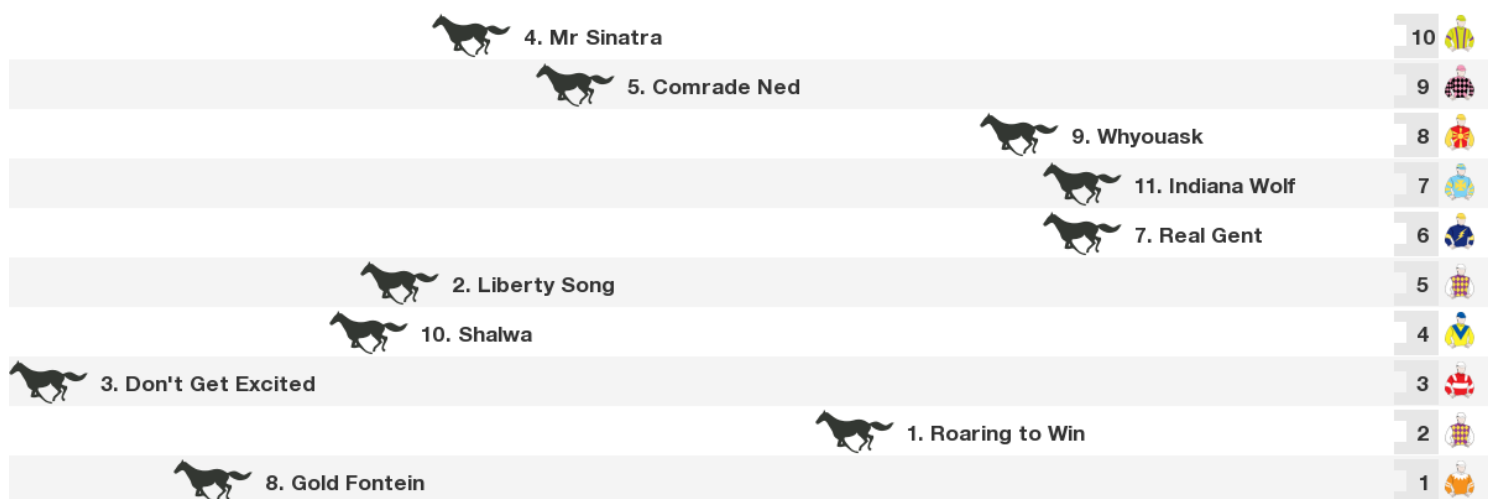 4. Mr Sinatra 10
5. Comrade Ned 9
9. Whyouask 8
11. Indiana Wolf 7
7. Real Gent 6
2. Liberty Song 5
10. Shalwa 4
3. Don't Get Excited 3
1. Roaring to Win 2
8. Gold Fontein 1